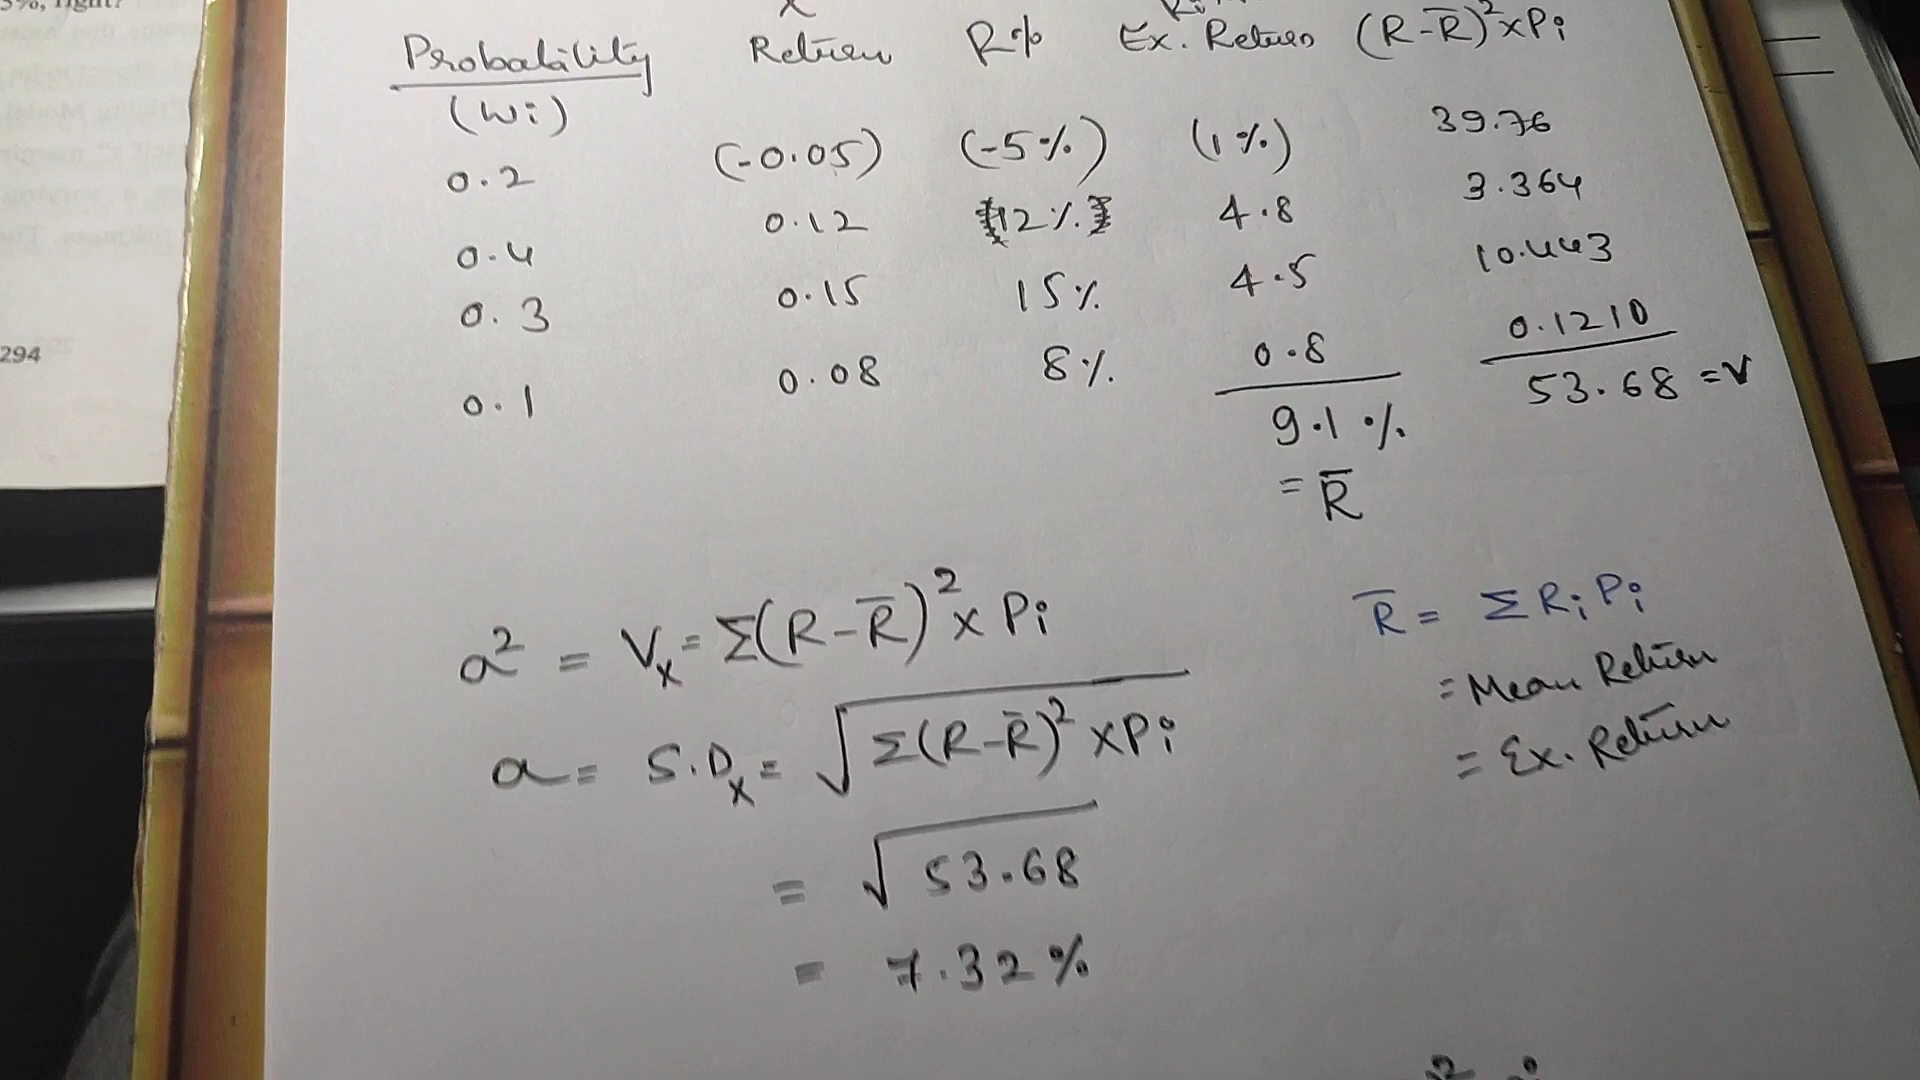 x
Probability Return R% Ex. Return (R-R̅)²xPi
(Wi)
0.2 (-0.05) (-5%) (1%) 39.76
0.4 0.12 12% 4.8 3.364
0.3 0.15 15% 4.5 10.443
0.1 0.08 8% 0.8 0.1210
9.1% 53.68 = V
= R̅
a² = Vx = Σ(R-R̅)² x Pi
R̅ = ΣRiPi
= Mean Return
a = S.Dx = √Σ(R-R̅)² xPi
= Ex. Return
= √53.68
= 7.32%
294